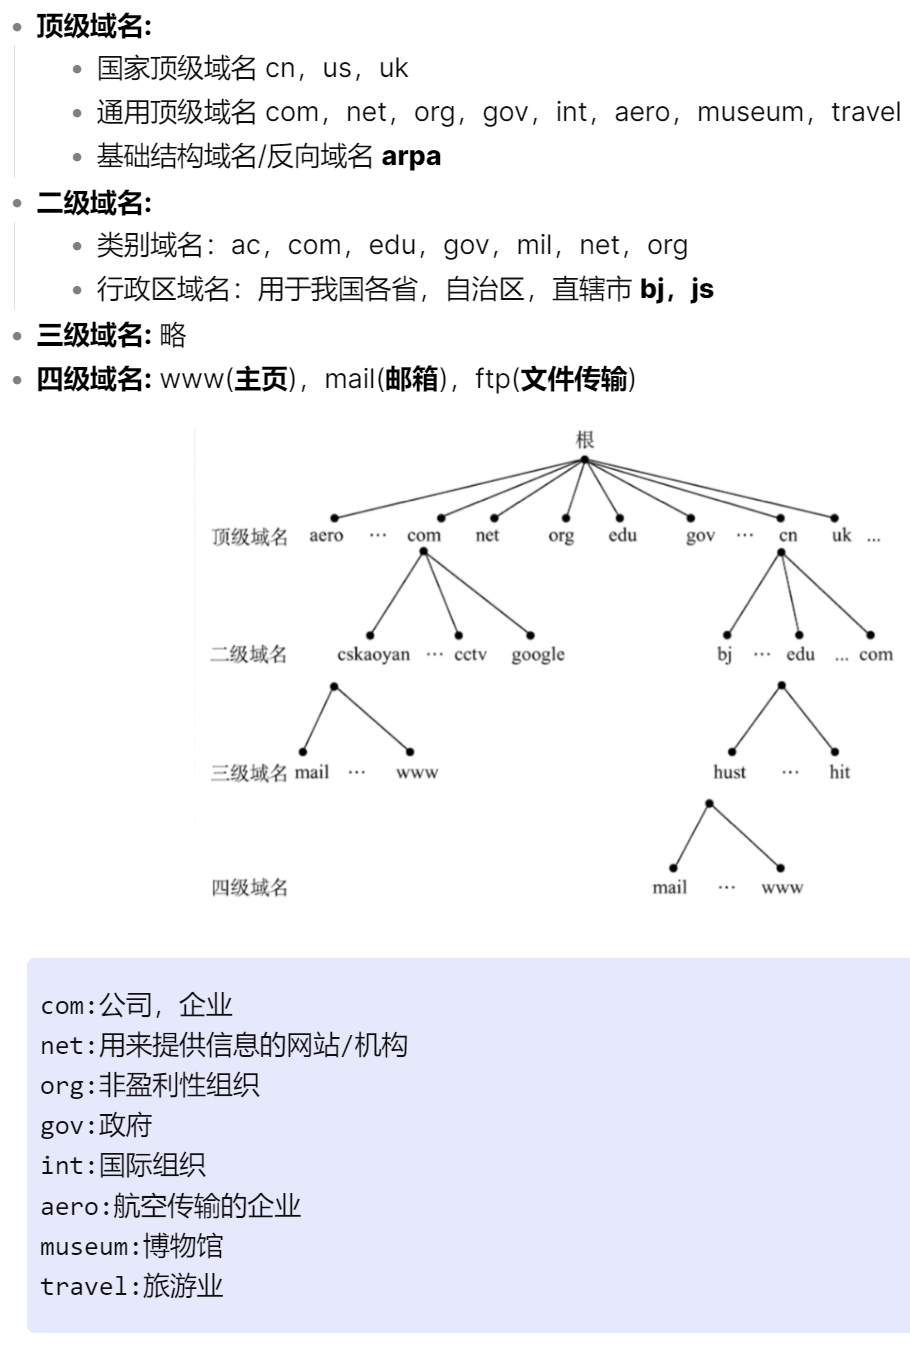 顶级域名:
国家顶级域名 cn，us，uk
通用顶级域名 com，net，org，gov，int，aero，museum，travel
基础结构域名/反向域名 arpa
二级域名:
类别域名：ac，com，edu，gov，mil，net，org
行政区域名：用于我国各省，自治区，直辖市 bj，js
三级域名: 略
四级域名: www(主页)，mail(邮箱)，ftp(文件传输)
根
顶级域名 aero … com net org edu gov … cn uk ...
二级域名 cskaoyan … cctv google bj … edu ... com
三级域名 mail … www hust … hit
四级域名 mail … www
com:公司，企业
net:用来提供信息的网站/机构
org:非盈利性组织
gov:政府
int:国际组织
aero:航空传输的企业
museum:博物馆
travel:旅游业